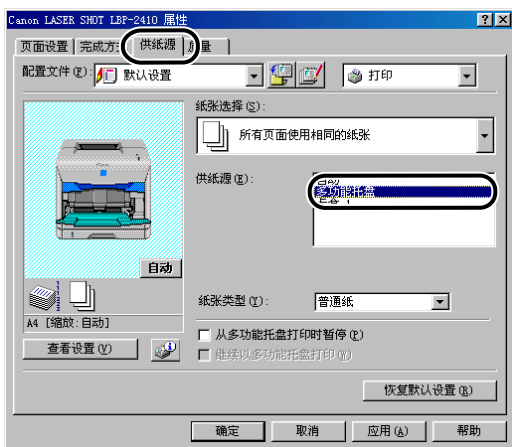 Canon LASER SHOT LBP-2410 属性
页面设置 完成方 供纸源 质量
配置文件(F): 默认设置 打印
纸张选择(S):
所有页面使用相同的纸张
供纸源(E):
自动
多功能托盘
自动
纸张类型(T): 普通纸
A4 [缩放:自动]
查看设置(V)
从多功能托盘打印时暂停(P)
继续以多功能托盘打印(W)
恢复默认设置(R)
确定 取消 应用(A) 帮助